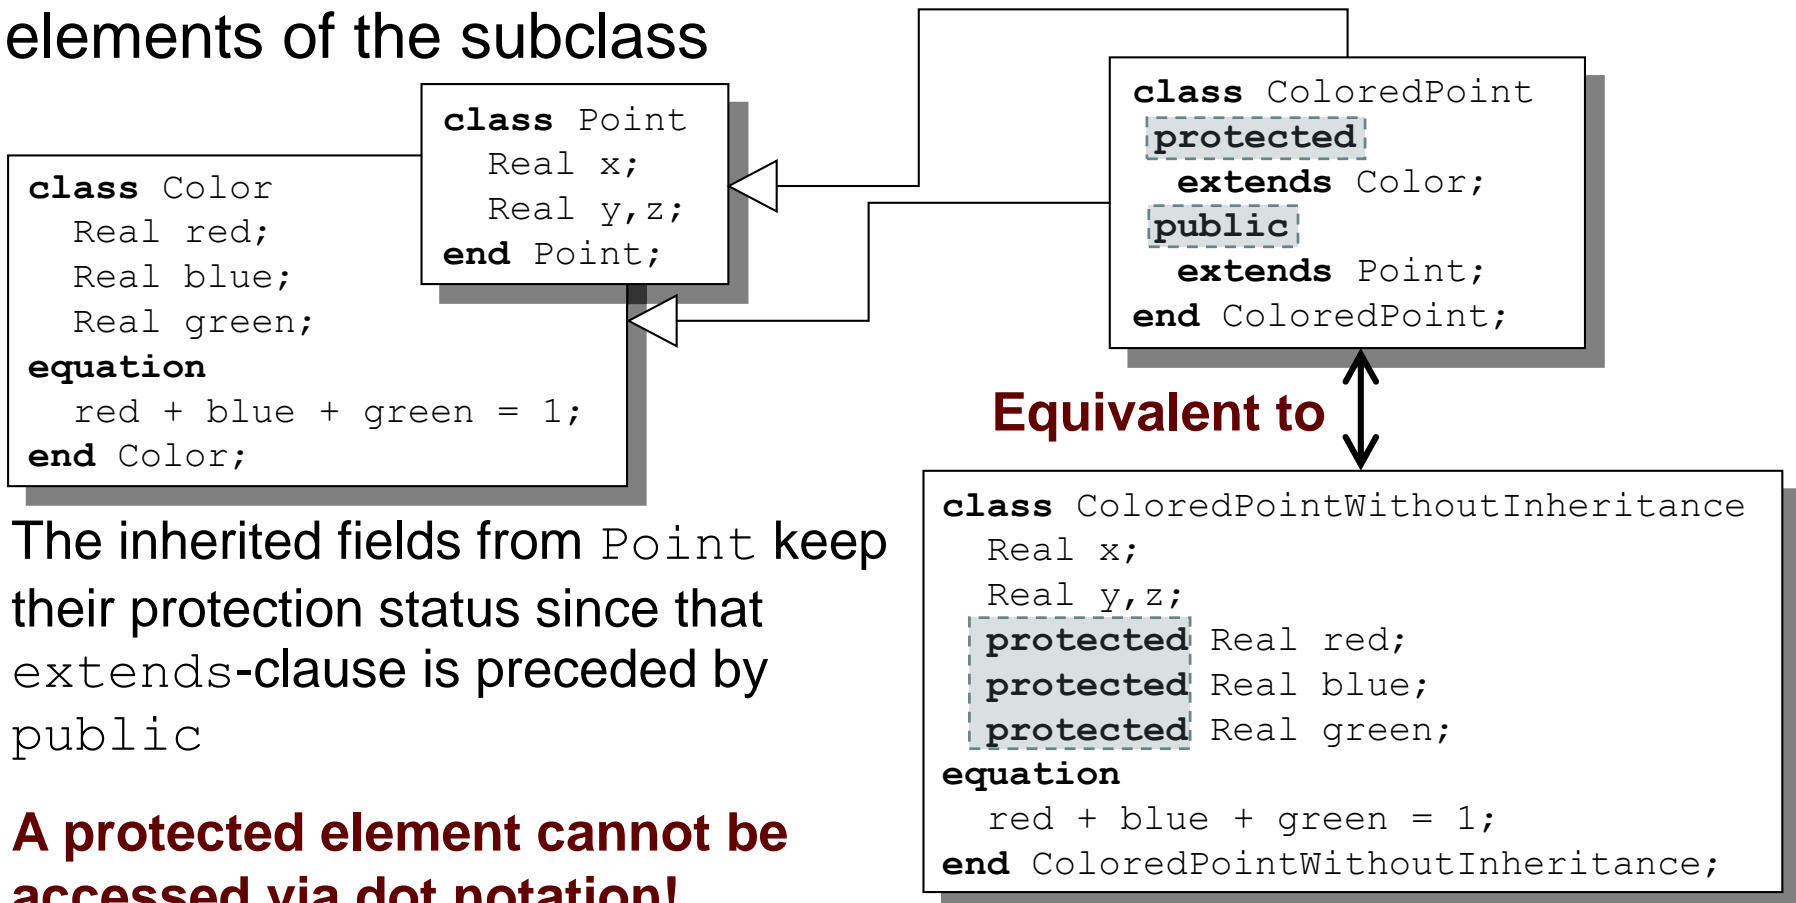 elements of the subclass
class Point
Real x;
Real y,z;
end Point;
class Color
Real red;
Real blue;
Real green;
equation
red + blue + green = 1;
end Color;
class ColoredPoint
protected
extends Color;
public
extends Point;
end ColoredPoint;
Equivalent to
class ColoredPointWithoutInheritance
Real x;
Real y,z;
protected Real red;
protected Real blue;
protected Real green;
equation
red + blue + green = 1;
end ColoredPointWithoutInheritance;
The inherited fields from Point keep
their protection status since that
extends-clause is preceded by
public
A protected element cannot be
accessed via dot notation!